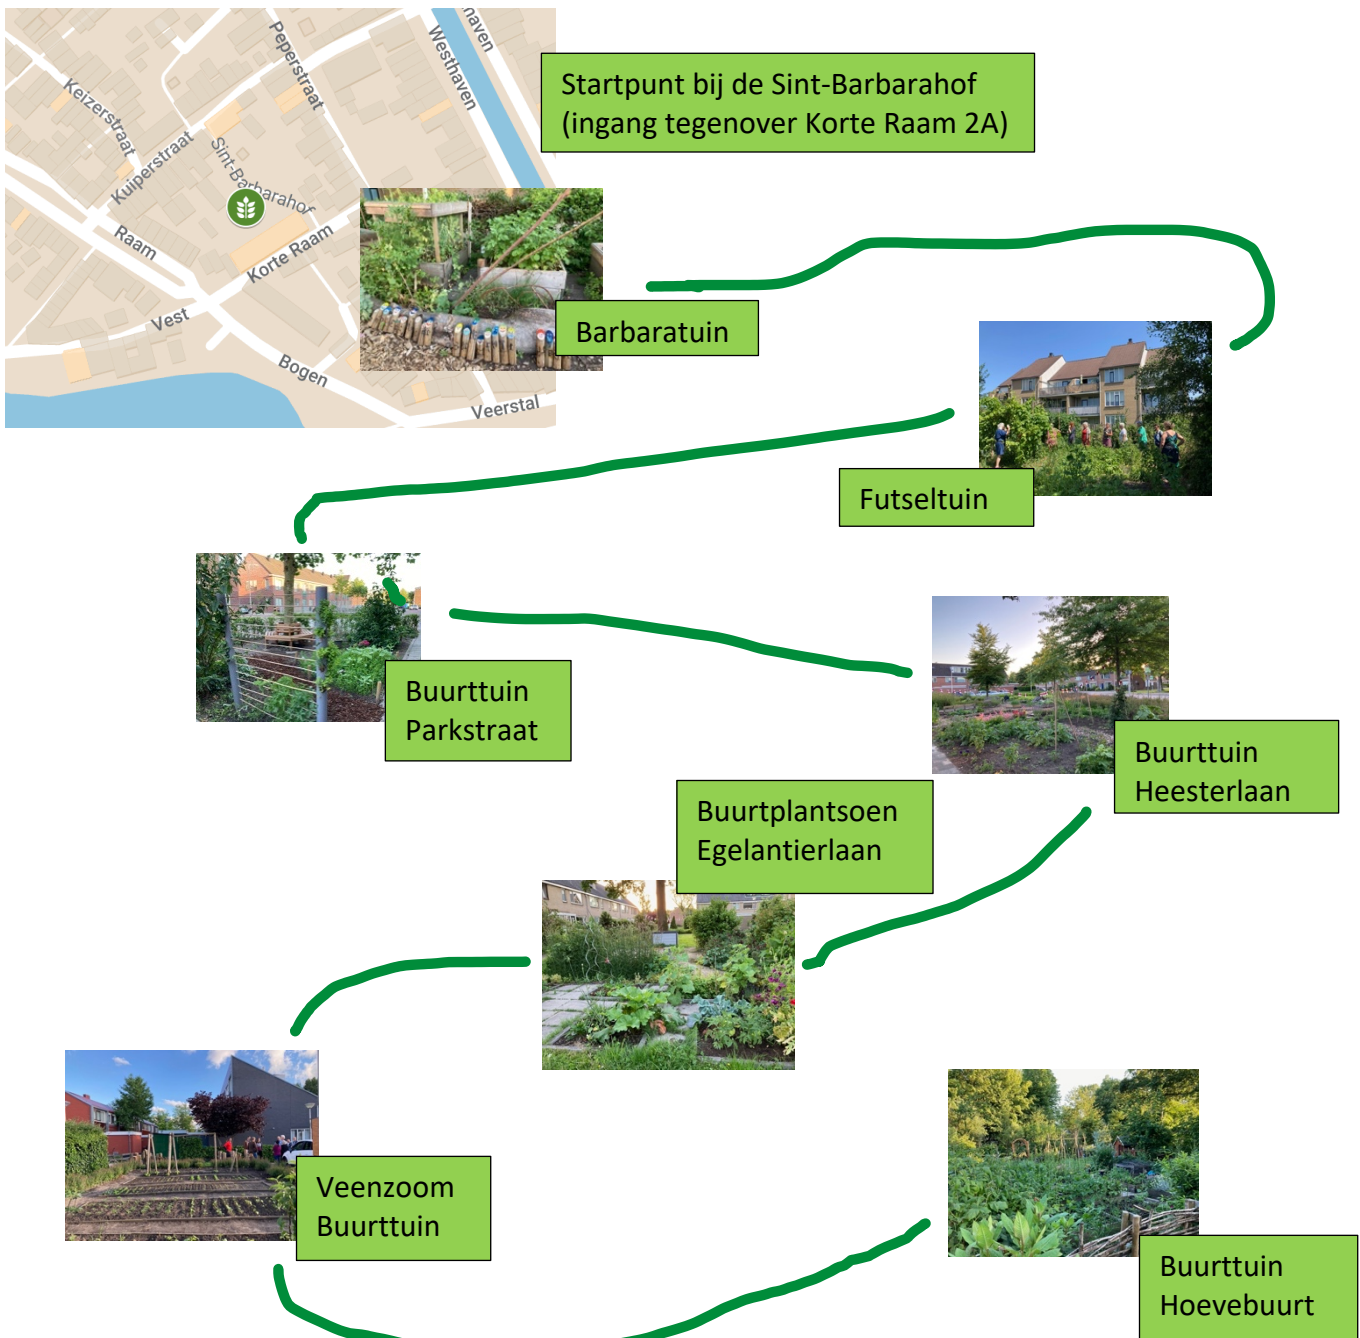 Keizerstraat
Peperstraat
Westhaven
haven
Kuiperstraat
Sint-Barbarahof
Raam
Korte Raam
Vest
Bogen
Veerstal
Startpunt bij de Sint-Barbarahof
(ingang tegenover Korte Raam 2A)
Barbaratuin
Futseltuin
Buurttuin
Parkstraat
Buurttuin
Heesterlaan
Buurtplantsoen
Egelantierlaan
Veenzoom
Buurttuin
Buurttuin
Hoevebuurt